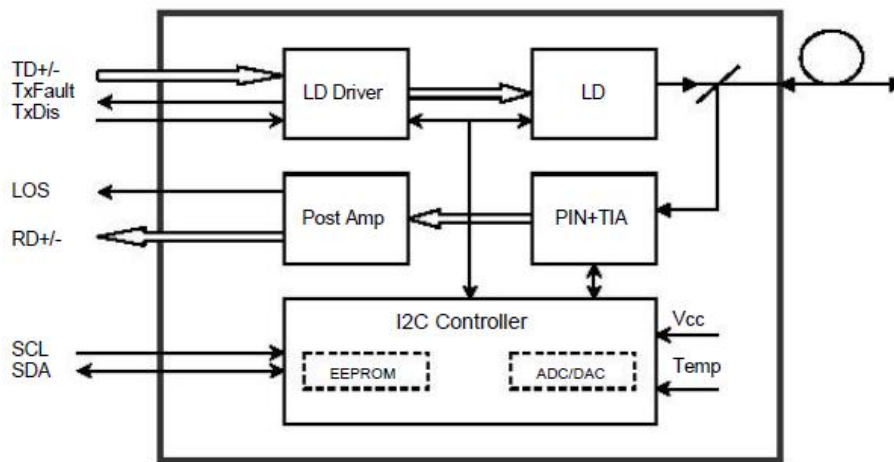 TD+/-
TxFault
TxDis
LD Driver
LD
LOS
RD+/-
Post Amp
PIN+TIA
I2C Controller
Vcc
SCL
SDA
EEPROM
ADC/DAC
Temp